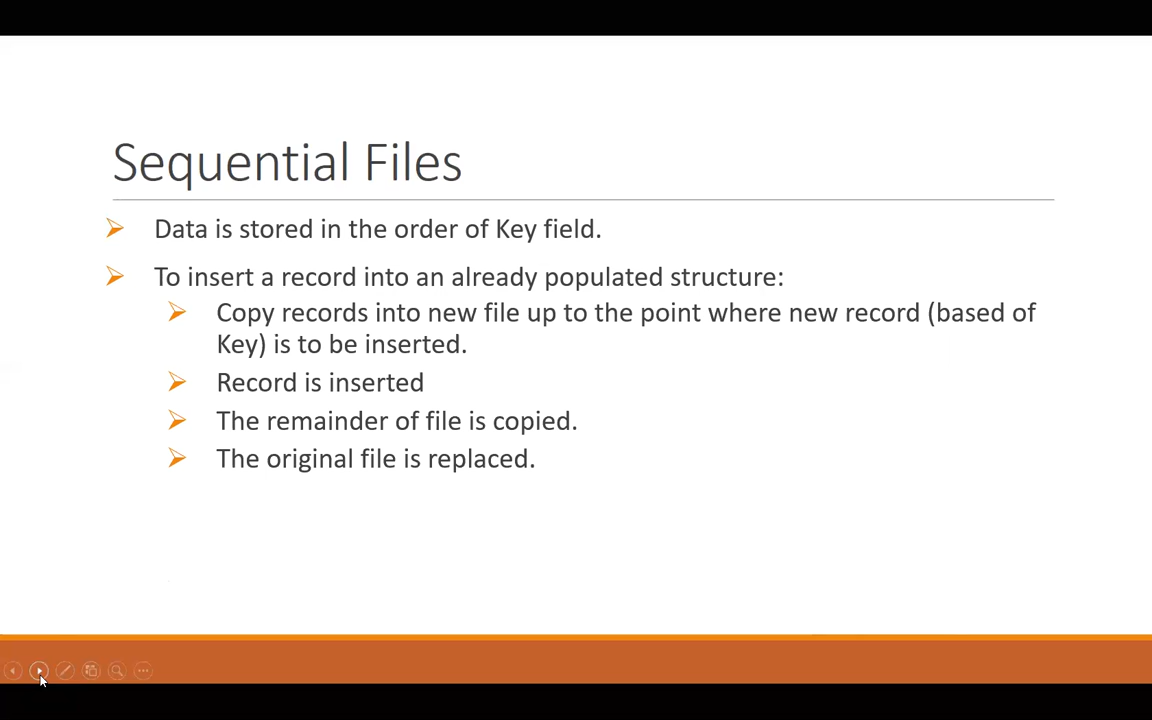 Sequential Files
Data is stored in the order of Key field.
To insert a record into an already populated structure:
Copy records into new file up to the point where new record (based of
Key) is to be inserted.
Record is inserted
The remainder of file is copied.
The original file is replaced.